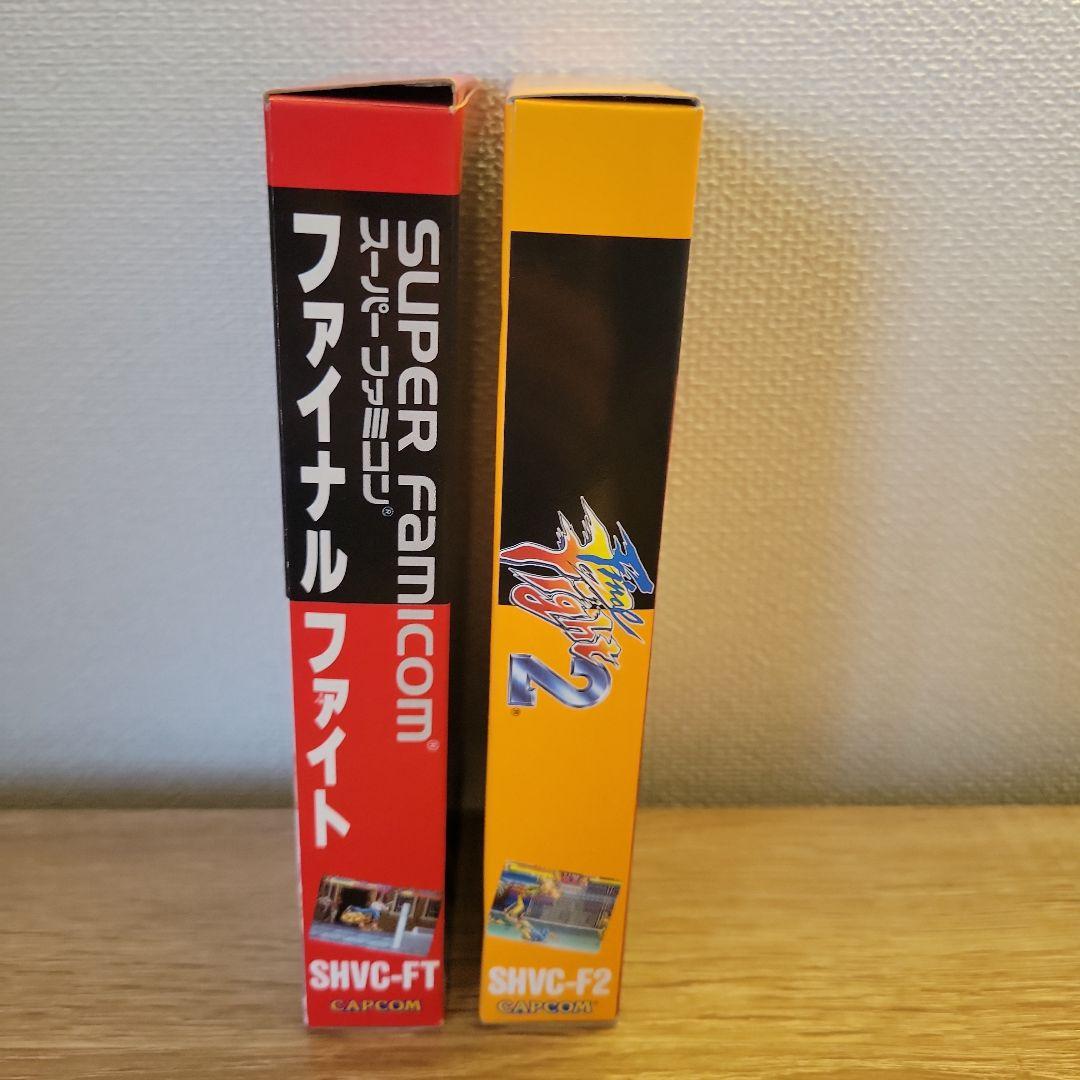 SUPER FAMICOM®
スーパーファミコン®
ファイナルファイト
SHVC-FT
CAPCOM
Final
Fight
2®
SHVC-F2
CAPCOM®